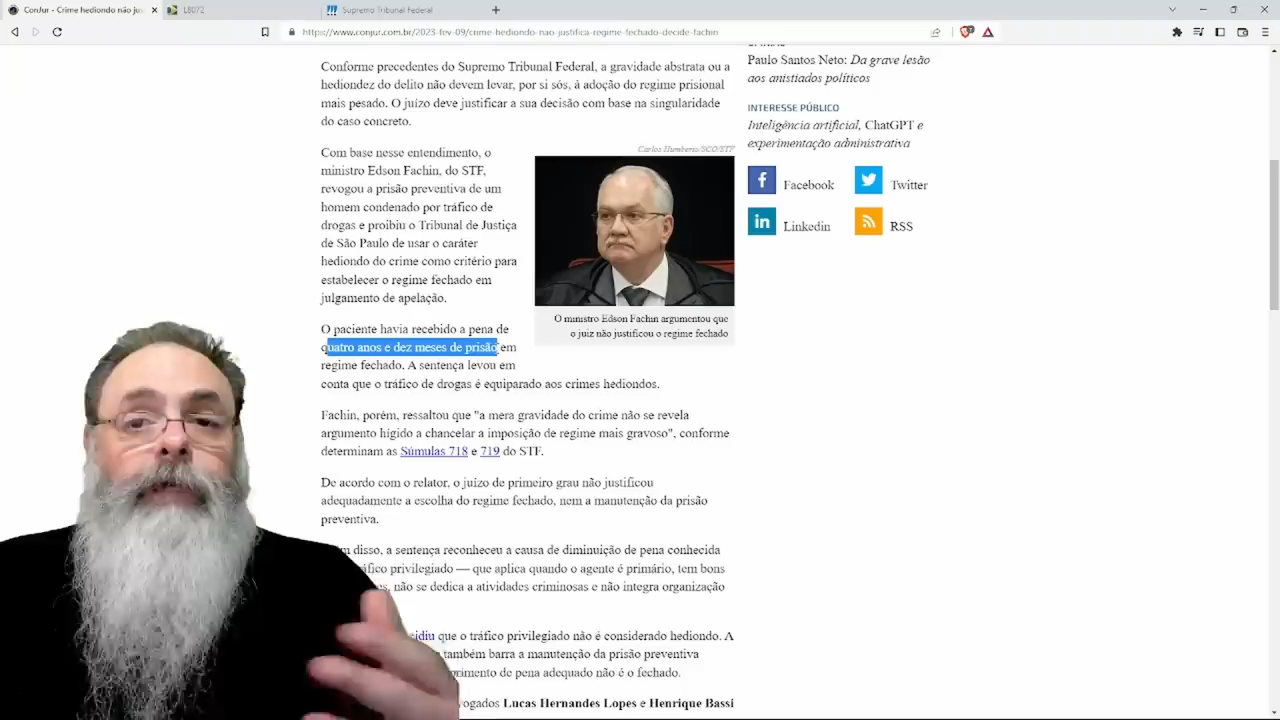 ConJur - Crime hediondo não jus
LB072
Supremo Tribunal Federal
https://www.conjur.com.br/2023-fev-09/crime-hediondo-nao-justifica-regime-fechado-decide-fachin
Conforme precedentes do Supremo Tribunal Federal, a gravidade abstrata ou a
hediondez do delito não devem levar, por si sós, à adoção do regime prisional
mais pesado. O juízo deve justificar a sua decisão com base na singularidade
do caso concreto.
Com base nesse entendimento, o
ministro Edson Fachin, do STF,
revogou a prisão preventiva de um
homem condenado por tráfico de
drogas e proibiu o Tribunal de Justiça
de São Paulo de usar o caráter
hediondo do crime como critério para
estabelecer o regime fechado em
julgamento de apelação.
Carlos Humberto/SCO/STF
O ministro Edson Fachin argumentou que
o juiz não justificou o regime fechado
O paciente havia recebido a pena de
quatro anos e dez meses de prisão em
regime fechado. A sentença levou em
conta que o tráfico de drogas é equiparado aos crimes hediondos.
Fachin, porém, ressaltou que "a mera gravidade do crime não se revela
argumento hígido a chancelar a imposição de regime mais gravoso", conforme
determinam as Súmulas 718 e 719 do STF.
De acordo com o relator, o juízo de primeiro grau não justificou
adequadamente a escolha do regime fechado, nem a manutenção da prisão
preventiva.
disso, a sentença reconheceu a causa de diminuição de pena conhecida
privilegiado — que aplica quando o agente é primário, tem bons
não se dedica a atividades criminosas e não integra organização
que o tráfico privilegiado não é considerado hediondo. A
também barra a manutenção da prisão preventiva
de pena adequado não é o fechado.
Lucas Hernandes Lopes e Henrique Bassi
Paulo Santos Neto: Da grave lesão
aos anistiados políticos
INTERESSE PÚBLICO
Inteligência artificial, ChatGPT e
experimentação administrativa
Facebook
Twitter
Linkedin
RSS